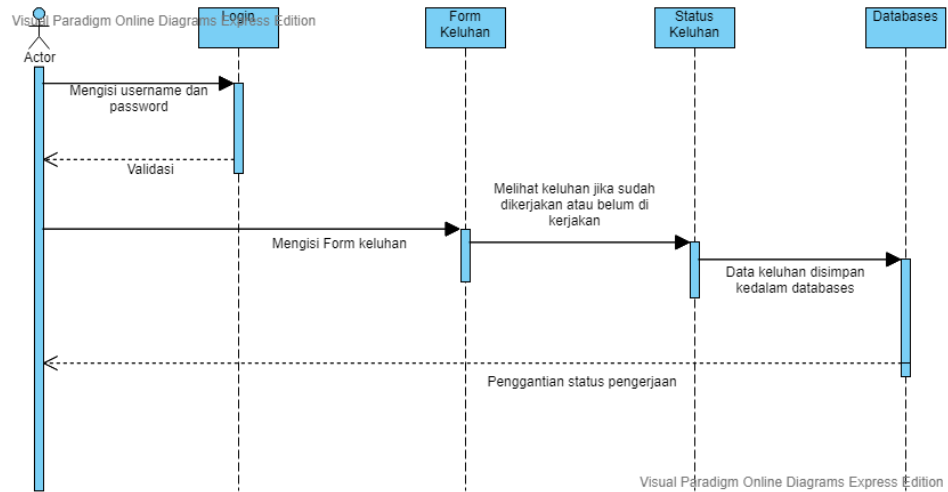 Visual Paradigm Online Diagrams Express Edition
Login
Form
Keluhan
Status
Keluhan
Databases
Actor
Mengisi username dan
password
Validasi
Melihat keluhan jika sudah
dikerjakan atau belum di
kerjakan
Mengisi Form keluhan
Data keluhan disimpan
kedalam databases
Penggantian status pengerjaan
Visual Paradigm Online Diagrams Express Edition